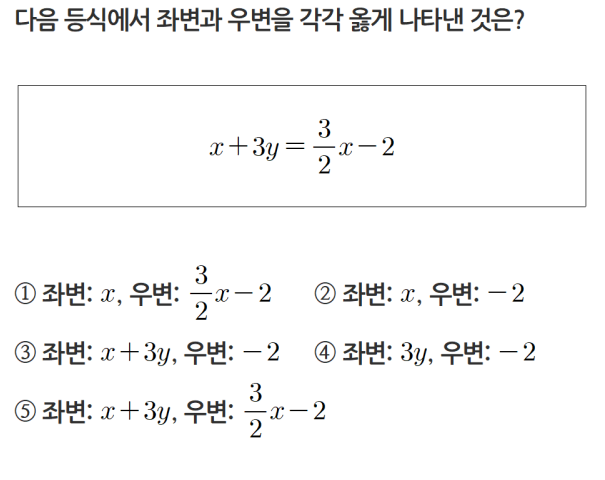 다음 등식에서 좌변과 우변을 각각 옳게 나타낸 것은?
x+3y=\frac{3}{2}x-2
① 좌변: x, 우변: \frac{3}{2}x-2 ② 좌변: x, 우변: -2
③ 좌변: x+3y, 우변: -2 ④ 좌변: 3y, 우변: -2
⑤ 좌변: x+3y, 우변: \frac{3}{2}x-2